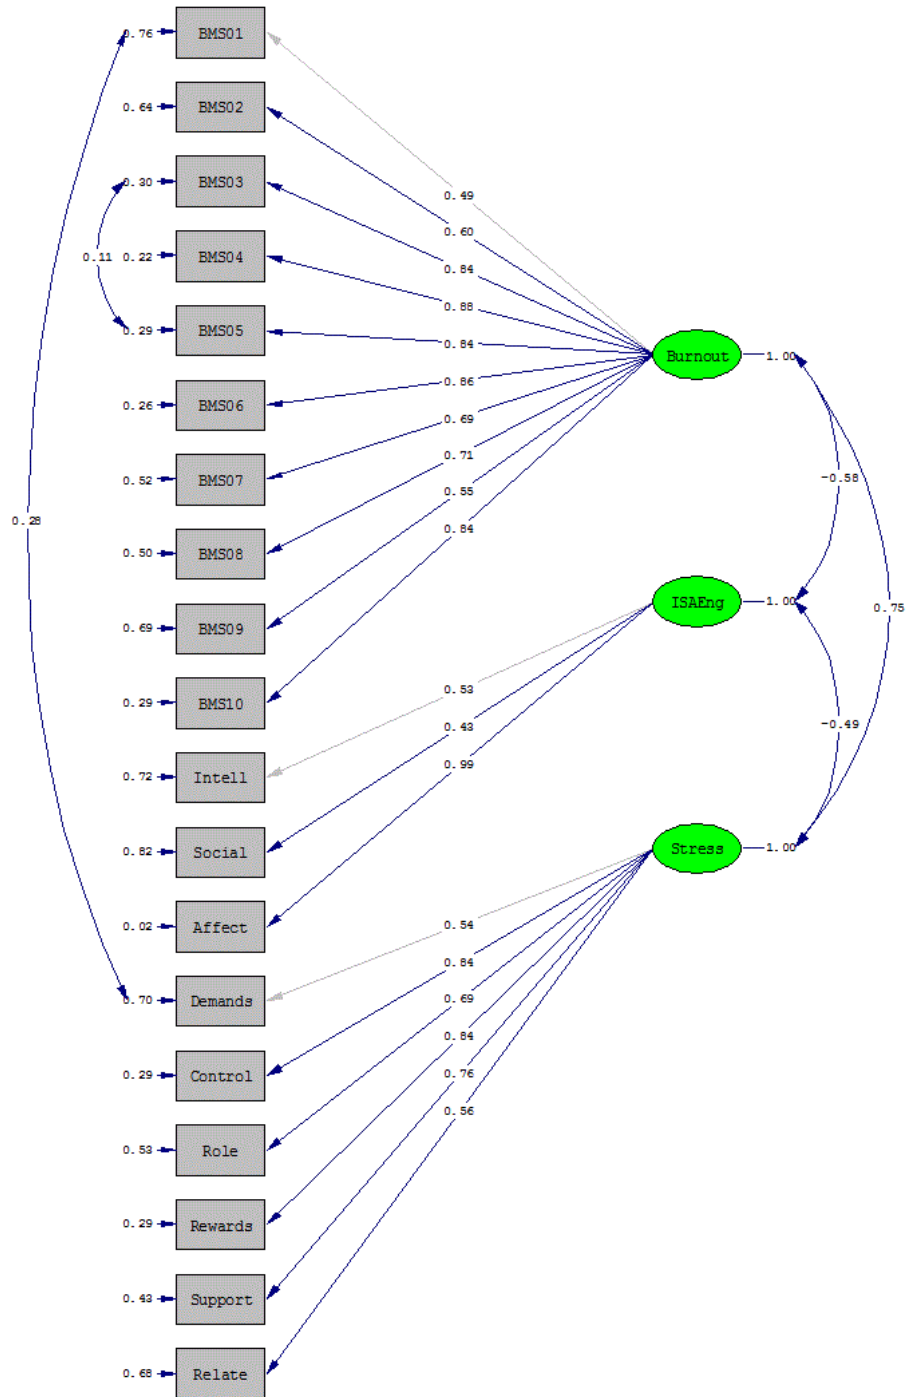 0.76 BMS01
0.64 BMS02
0.30 BMS03
0.49
0.60
0.11 0.22 BMS04
0.84
0.88
0.29 BMS05
0.84
Burnout 1.00
0.86
0.26 BMS06
0.69
0.71
0.52 BMS07
-0.58
0.55
0.28
0.84
0.50 BMS08
ISAEng 1.00
0.75
0.69 BMS09
0.53
0.29 BMS10
0.43
-0.49
0.99
0.72 Intell
0.82 Social
Stress 1.00
0.02 Affect
0.54
0.84
0.70 Demands
0.69
0.84
0.29 Control
0.76
0.56
0.53 Role
0.29 Rewards
0.43 Support
0.68 Relate